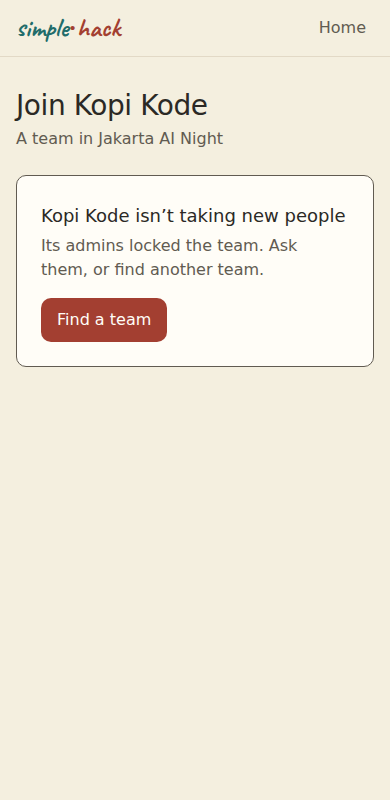 simple·hack
Home
Join Kopi Kode
A team in Jakarta AI Night
Kopi Kode isn’t taking new people
Its admins locked the team. Ask
them, or find another team.
Find a team